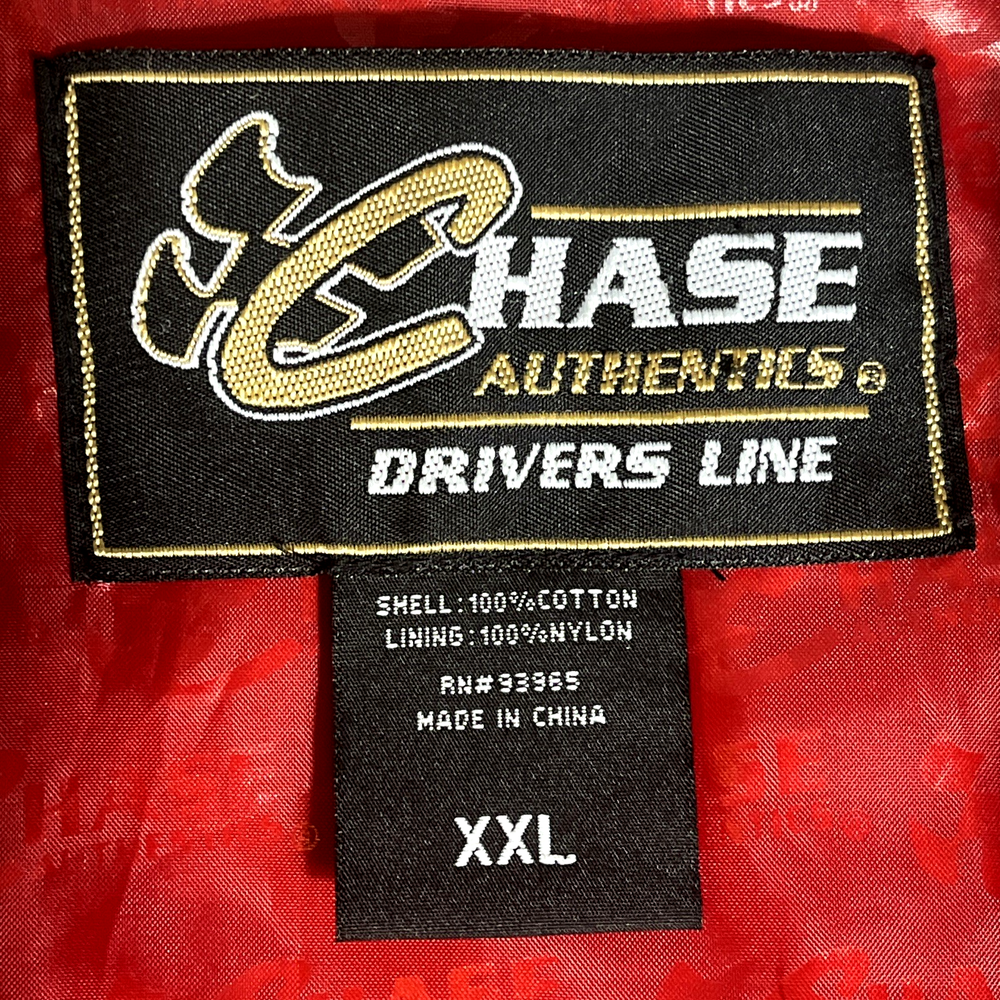 CHASE
AUTHENTICS®
DRIVERS LINE
SHELL:100%COTTON
LINING:100%NYLON
RN#93965
MADE IN CHINA
XXL